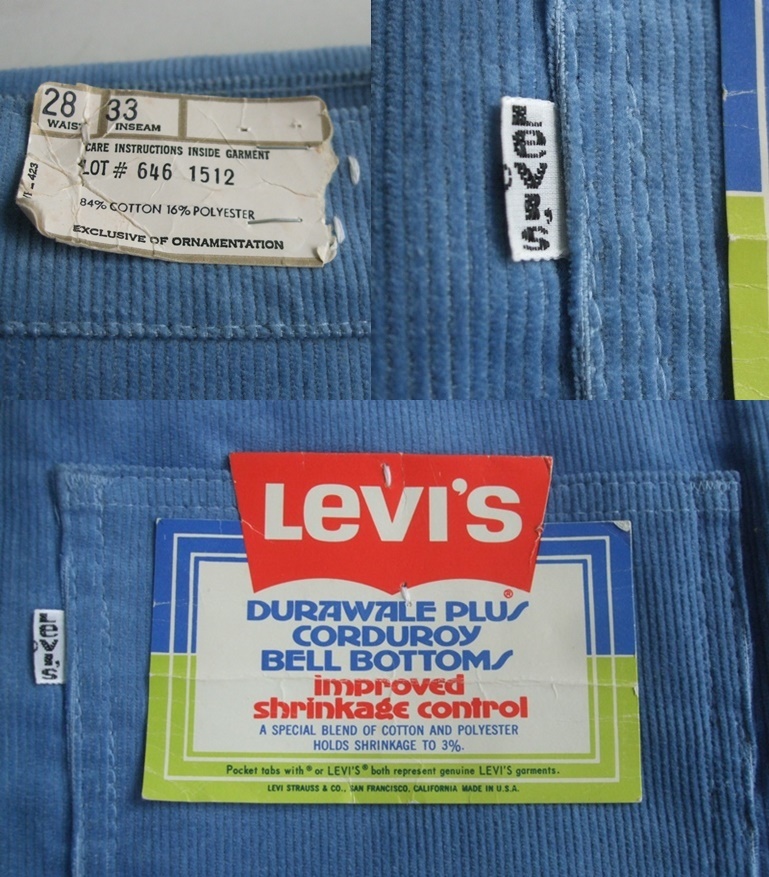 28 33
WAIST INSEAM
CARE INSTRUCTIONS INSIDE GARMENT
LOT # 646 1512
84% COTTON 16% POLYESTER
EXCLUSIVE OF ORNAMENTATION
423
LEVI'S
LEVI'S
DURAWALE PLUS
CORDUROY
BELL BOTTOMS
improved
shrinkage control
A SPECIAL BLEND OF COTTON AND POLYESTER
HOLDS SHRINKAGE TO 3%.
Pocket tabs with ® or LEVI'S® both represent genuine LEVI'S garments.
LEVI STRAUSS & CO., SAN FRANCISCO, CALIFORNIA MADE IN U.S.A.
LEVI'S
®